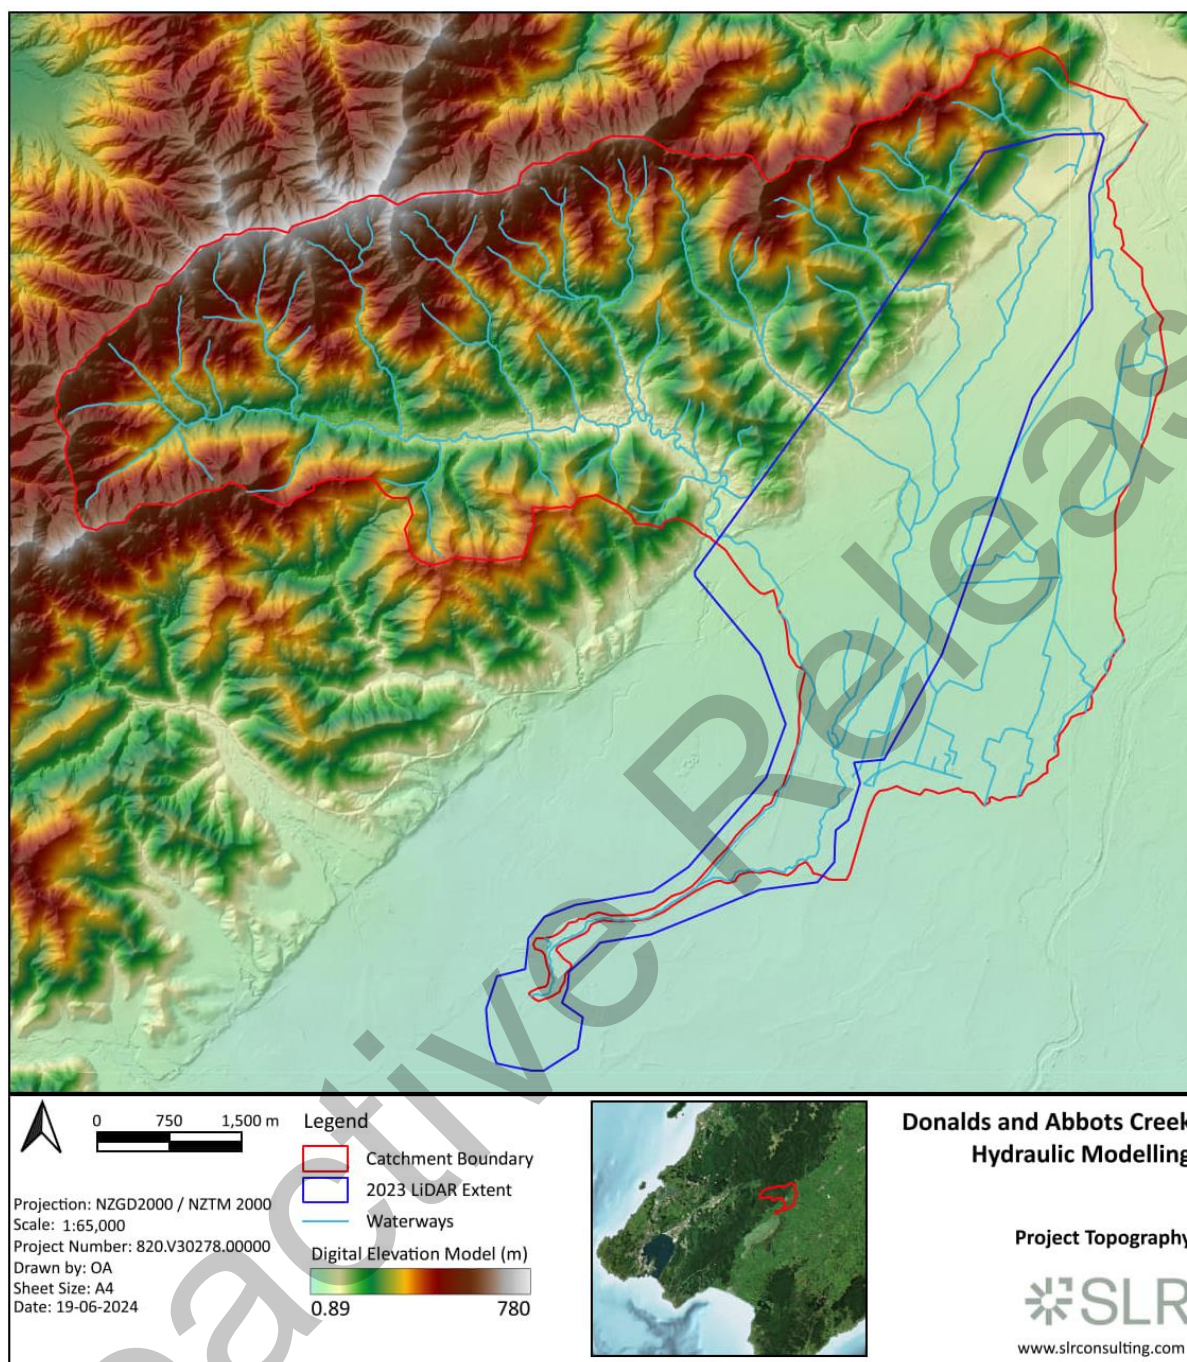 0 750 1,500 m
Projection: NZGD2000 / NZTM 2000
Scale: 1:65,000
Project Number: 820.V30278.00000
Drawn by: OA
Sheet Size: A4
Date: 19-06-2024
Legend
Catchment Boundary
2023 LiDAR Extent
Waterways
Digital Elevation Model (m)
0.89 780
Donalds and Abbots Creek
Hydraulic Modelling
Project Topography
SLR
www.slrconsulting.com
active Releas